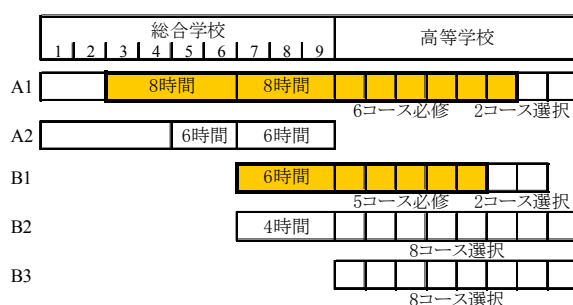 総合学校 高等学校
1 2 3 4 5 6 7 8 9
A1 8時間 8時間
6コース必修 2コース選択
A2 6時間 6時間
B1 6時間
5コース必修 2コース選択
B2 4時間
8コース選択
B3
8コース選択